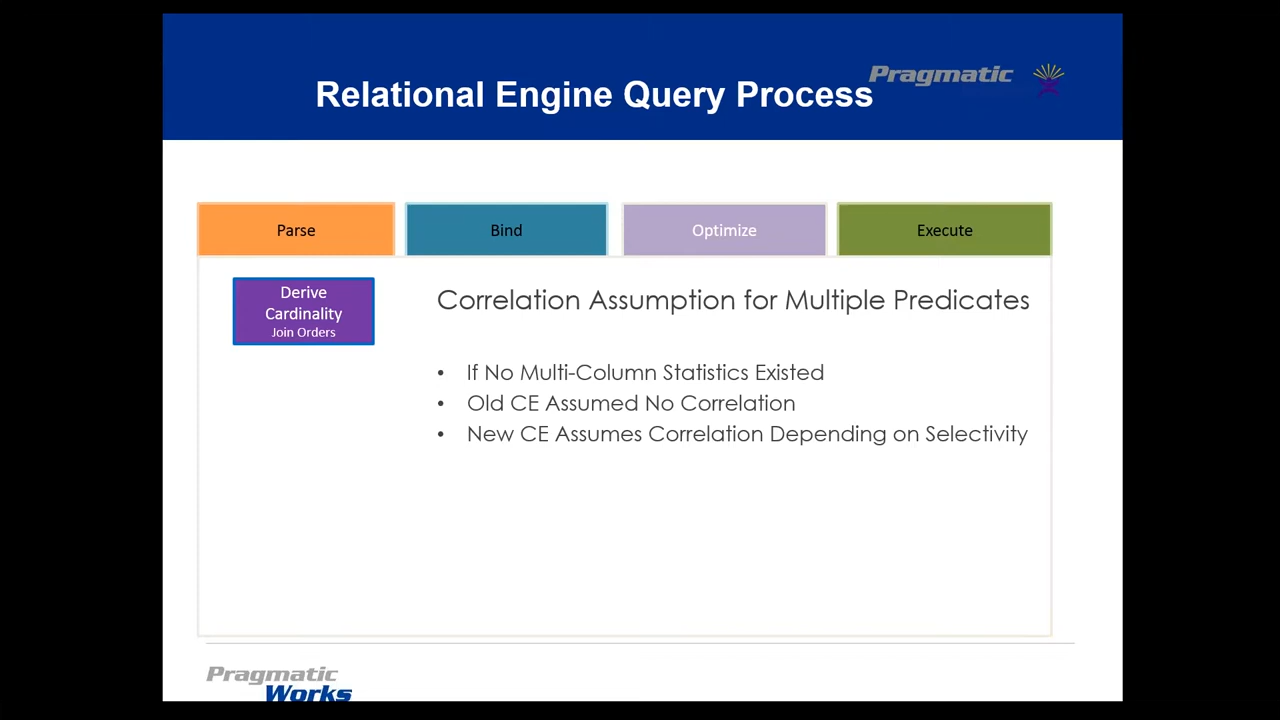 Relational Engine Query Process
Pragmatic
Parse
Bind
Optimize
Execute
Derive
Cardinality
Join Orders
Correlation Assumption for Multiple Predicates
• If No Multi-Column Statistics Existed
• Old CE Assumed No Correlation
• New CE Assumes Correlation Depending on Selectivity
Pragmatic
Works